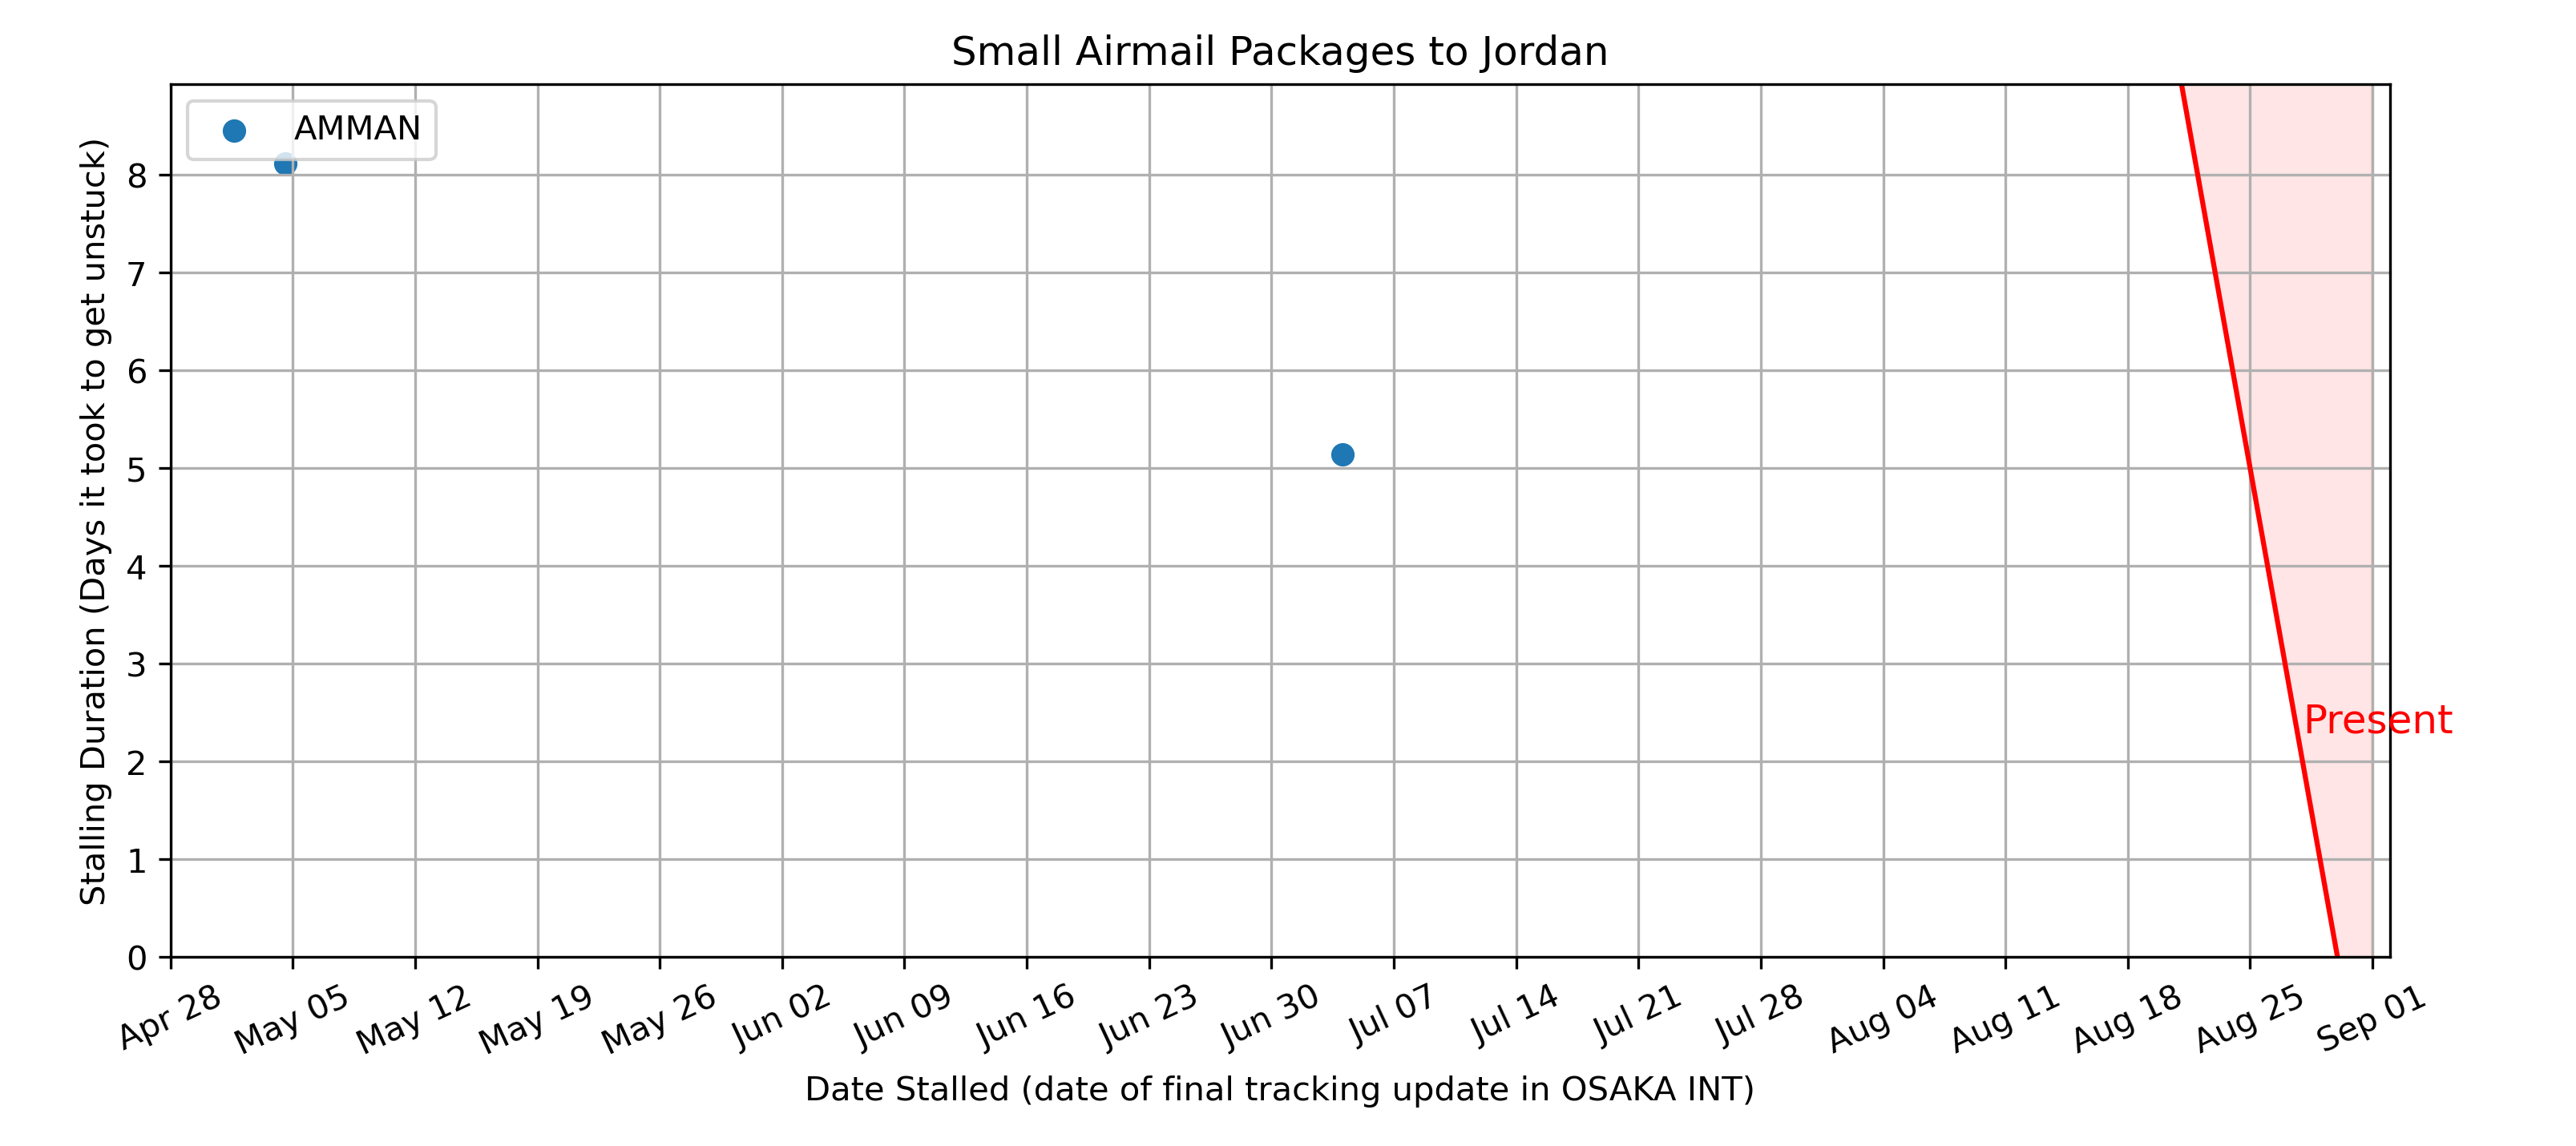 Small Airmail Packages to Jordan
AMMAN
Stalling Duration (Days it took to get unstuck)
8
7
6
5
4
3
2
1
0
Present
Apr 28 May 05 May 12 May 19 May 26 Jun 02 Jun 09 Jun 16 Jun 23 Jun 30 Jul 07 Jul 14 Jul 21 Jul 28 Aug 04 Aug 11 Aug 18 Aug 25 Sep 01
Date Stalled (date of final tracking update in OSAKA INT)